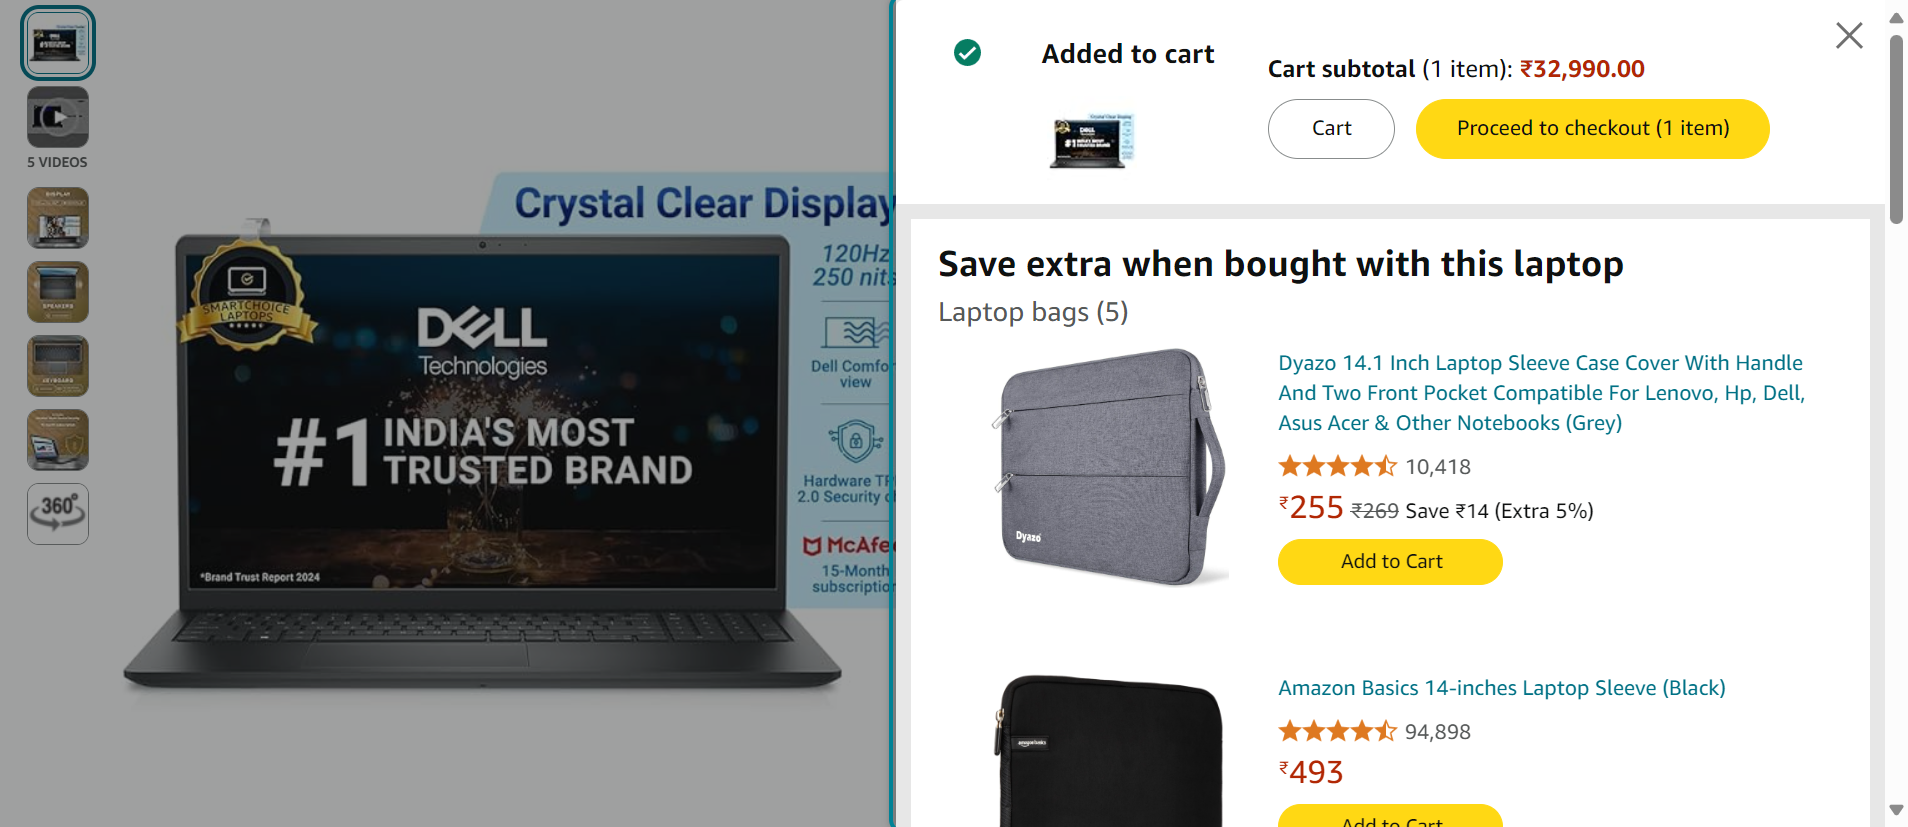 5 VIDEOS
360°
Crystal Clear Display
120Hz
250 nits
SMARTCHOICE
LAPTOPS
DELL
Technologies
#1 INDIA'S MOST
TRUSTED BRAND
*Brand Trust Report 2024
Dell Comfo
view
Hardware TP
2.0 Security c
McAfee
15-Month
subscriptio
Added to cart
Cart subtotal (1 item): ₹32,990.00
Cart
Proceed to checkout (1 item)
DELL
Save extra when bought with this laptop
Laptop bags (5)
Dyazo 14.1 Inch Laptop Sleeve Case Cover With Handle
And Two Front Pocket Compatible For Lenovo, Hp, Dell,
Asus Acer & Other Notebooks (Grey)
10,418
₹255 ₹269 Save ₹14 (Extra 5%)
Add to Cart
Dyazo
Amazon Basics 14-inches Laptop Sleeve (Black)
94,898
₹493
Add to Cart
amazonbasics